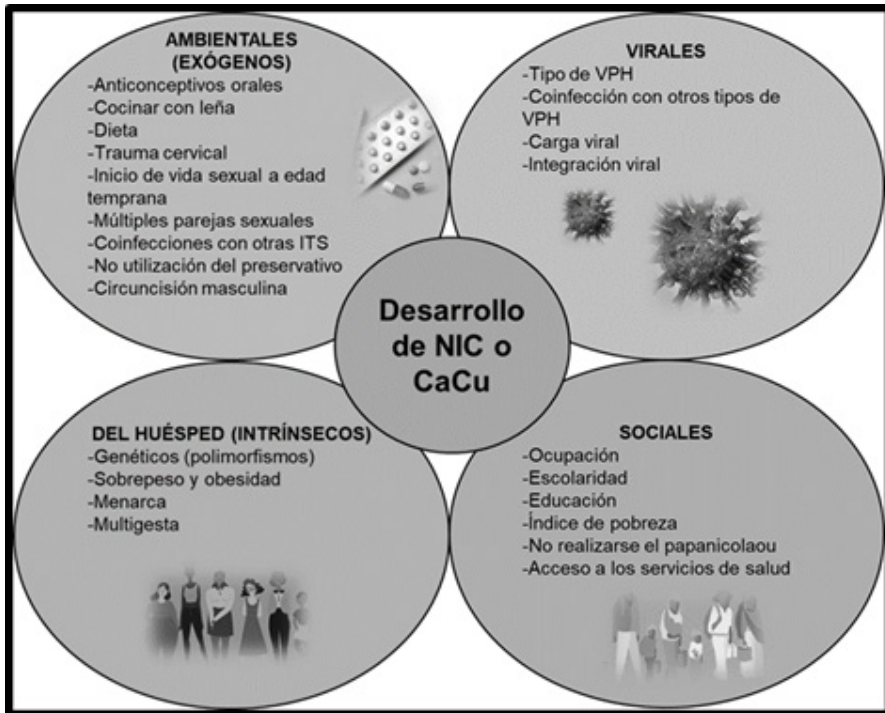 AMBIENTALES
(EXÓGENOS)
-Anticonceptivos orales
-Cocinar con leña
-Dieta
-Trauma cervical
-Inicio de vida sexual a edad
temprana
-Múltiples parejas sexuales
-Coinfecciones con otras ITS
-No utilización del preservativo
-Circuncisión masculina
VIRALES
-Tipo de VPH
-Coinfección con otros tipos de
VPH
-Carga viral
-Integración viral
Desarrollo
de NIC o
CaCu
DEL HUÉSPED (INTRÍNSECOS)
-Genéticos (polimorfismos)
-Sobrepeso y obesidad
-Menarca
-Multigesta
SOCIALES
-Ocupación
-Escolaridad
-Educación
-Índice de pobreza
-No realizarse el papanicolaou
-Acceso a los servicios de salud